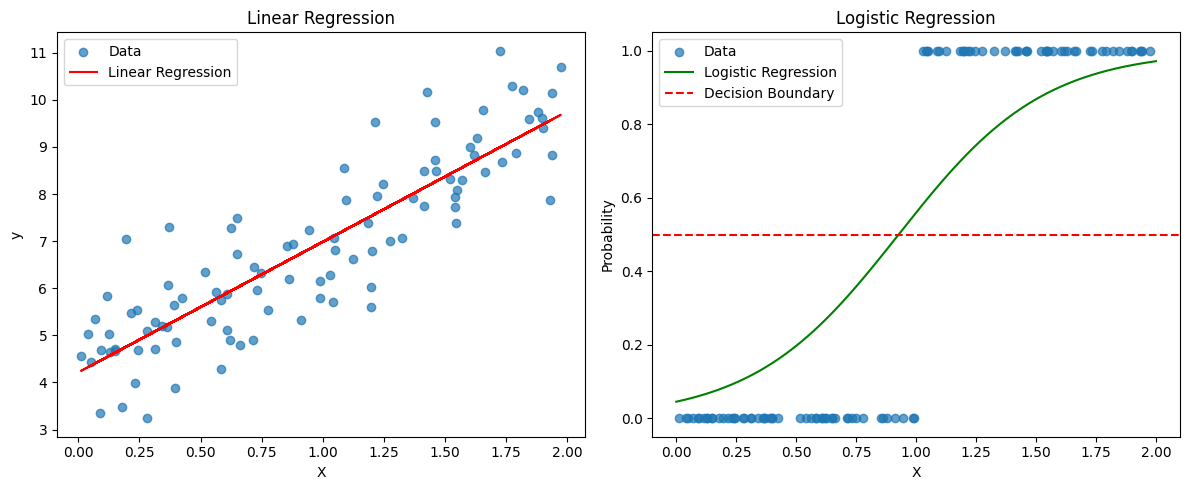 Linear Regression
Data
Linear Regression
11
10
9
8
7
6
5
4
3
y
0.00 0.25 0.50 0.75 1.00 1.25 1.50 1.75 2.00
X
Logistic Regression
Data
Logistic Regression
Decision Boundary
1.0
0.8
0.6
0.4
0.2
0.0
Probability
0.00 0.25 0.50 0.75 1.00 1.25 1.50 1.75 2.00
X